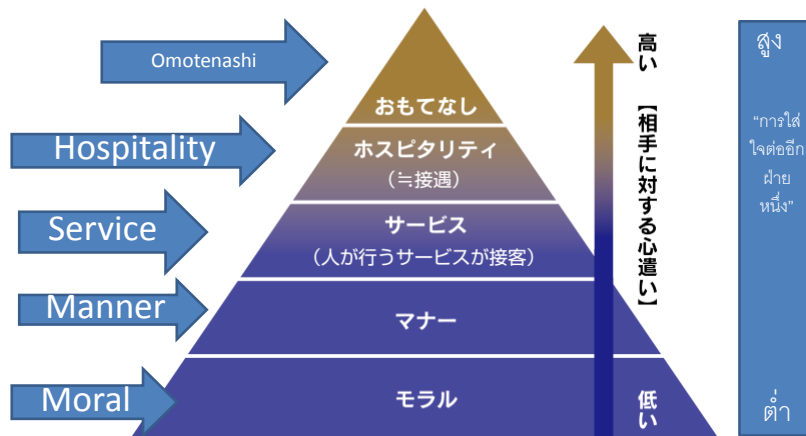 Omotenashi
Hospitality
Service
Manner
Moral
おもてなし
ホスピタリティ
（≒接遇）
サービス
（人が行うサービスが接客）
マナー
モラル
高い
【相手に対する心遣い】
低い
สูง
“การใส่
ใจต่ออีก
ฝ่าย
หนึ่ง”
ต่ำ